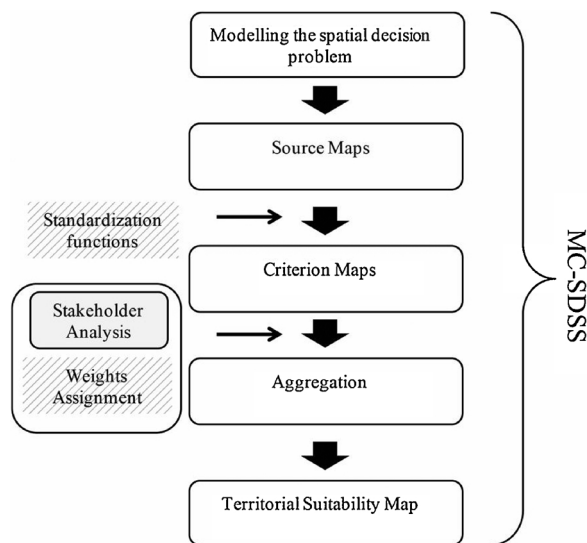 Modelling the spatial decision
problem
Source Maps
Standardization
functions
Criterion Maps
Stakeholder
Analysis
Weights
Assignment
Aggregation
Territorial Suitability Map
MC-SDSS